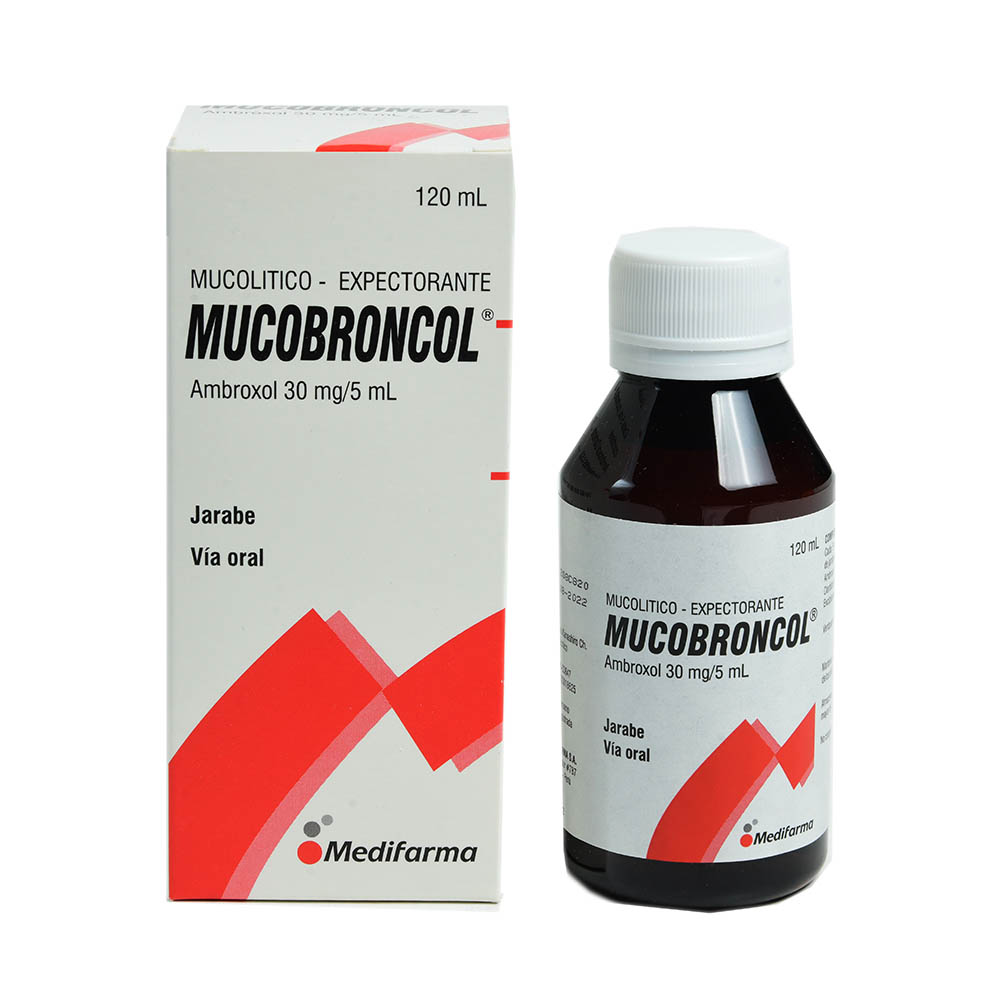 MUCOBRONCOL
Ambroxol 30 mg/5 mL
120 mL
MUCOLITICO - EXPECTORANTE
MUCOBRONCOL®
Ambroxol 30 mg/5 mL
Jarabe
Vía oral
Medifarma
120 mL
MUCOLITICO - EXPECTORANTE
MUCOBRONCOL®
Ambroxol 30 mg/5 mL
Jarabe
Vía oral
Medifarma